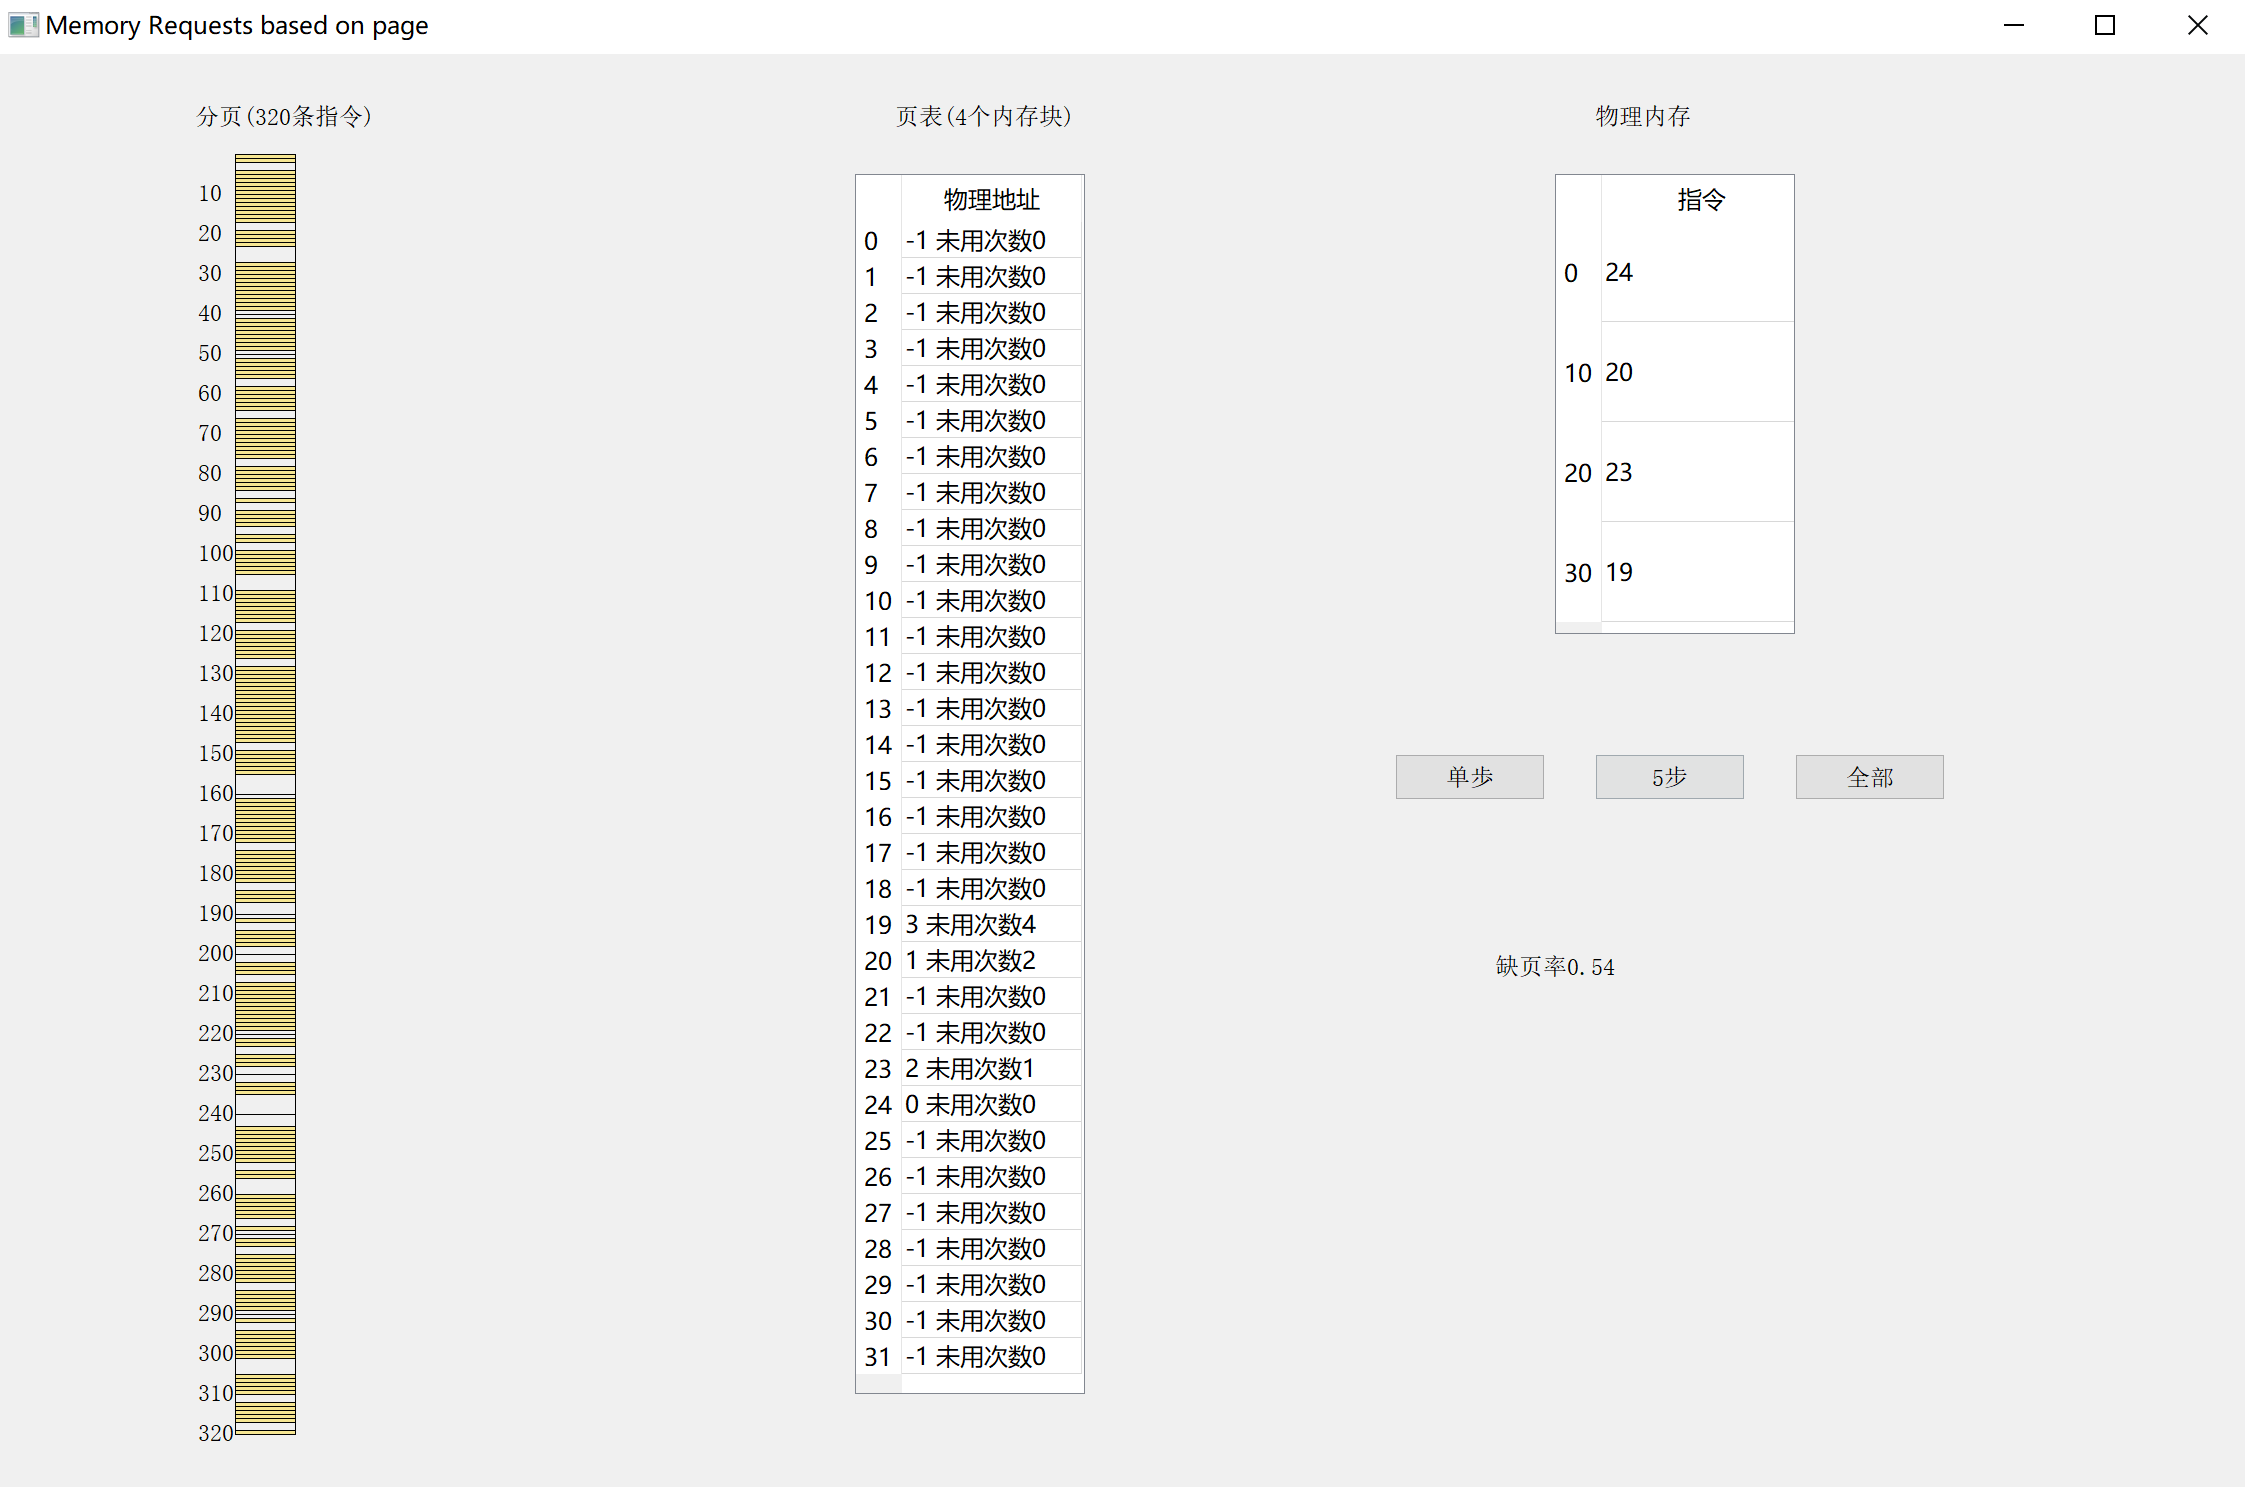 Memory Requests based on page
分页(320条指令)
10
20
30
40
50
60
70
80
90
100
110
120
130
140
150
160
170
180
190
200
210
220
230
240
250
260
270
280
290
300
310
320
页表(4个内存块)
物理地址
0 -1 未用次数0
1 -1 未用次数0
2 -1 未用次数0
3 -1 未用次数0
4 -1 未用次数0
5 -1 未用次数0
6 -1 未用次数0
7 -1 未用次数0
8 -1 未用次数0
9 -1 未用次数0
10 -1 未用次数0
11 -1 未用次数0
12 -1 未用次数0
13 -1 未用次数0
14 -1 未用次数0
15 -1 未用次数0
16 -1 未用次数0
17 -1 未用次数0
18 -1 未用次数0
19 3 未用次数4
20 1 未用次数2
21 -1 未用次数0
22 -1 未用次数0
23 2 未用次数1
24 0 未用次数0
25 -1 未用次数0
26 -1 未用次数0
27 -1 未用次数0
28 -1 未用次数0
29 -1 未用次数0
30 -1 未用次数0
31 -1 未用次数0
物理内存
指令
0 24
10 20
20 23
30 19
单步 5步 全部
缺页率0.54